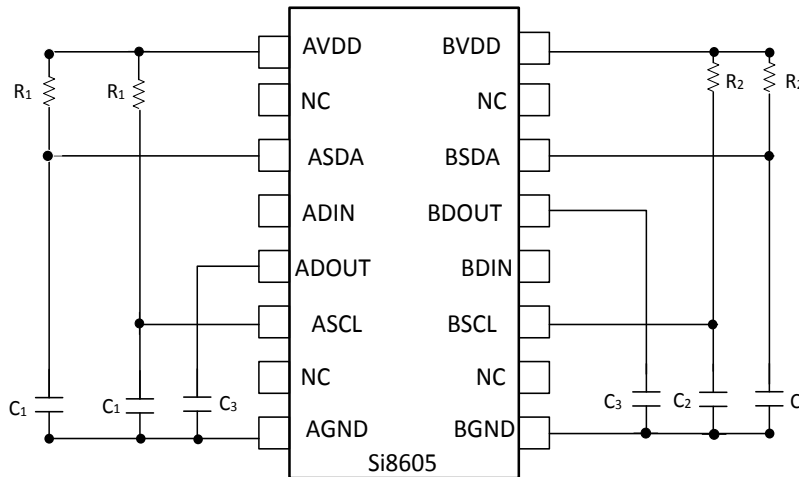 AVDD
BVDD
R1
R1
R2
R2
NC
NC
ASDA
BSDA
ADIN
BDOUT
ADOUT
BDIN
ASCL
BSCL
NC
NC
C1
C1
C3
C3
C2
C
AGND
BGND
Si8605